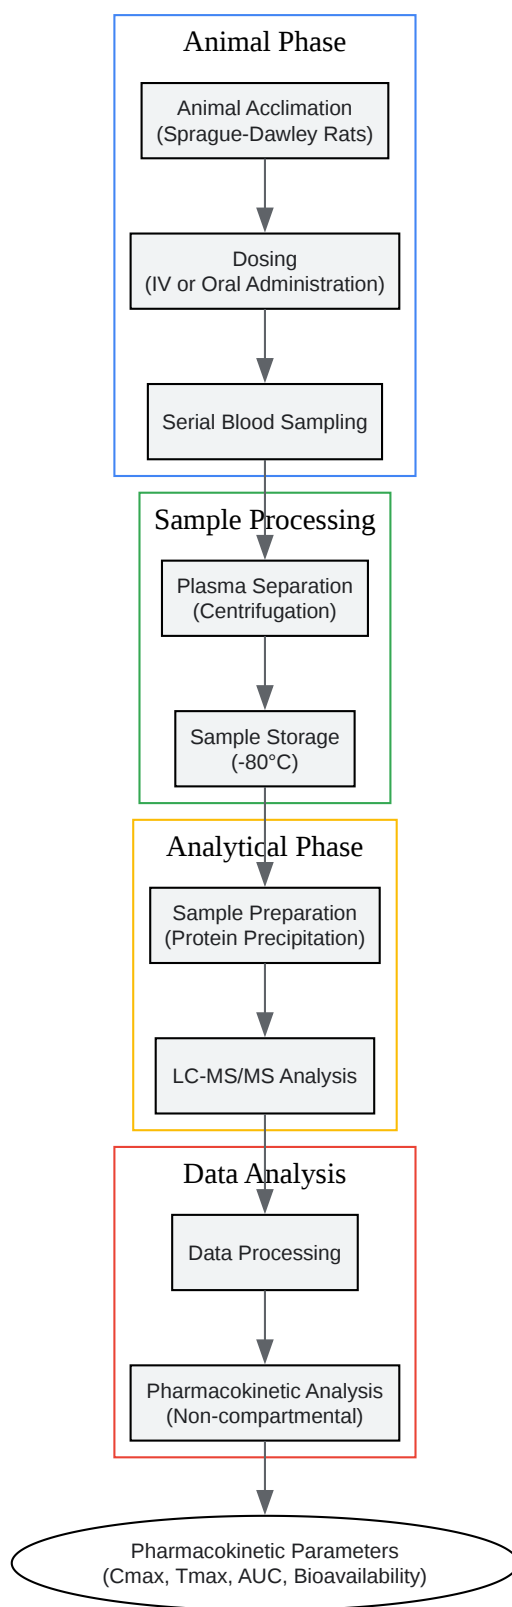 Animal Phase
Animal Acclimation
(Sprague-Dawley Rats)
Dosing
(IV or Oral Administration)
Serial Blood Sampling
Sample Processing
Plasma Separation
(Centrifugation)
Sample Storage
(-80°C)
Analytical Phase
Sample Preparation
(Protein Precipitation)
LC-MS/MS Analysis
Data Analysis
Data Processing
Pharmacokinetic Analysis
(Non-compartmental)
Pharmacokinetic Parameters
(Cmax, Tmax, AUC, Bioavailability)